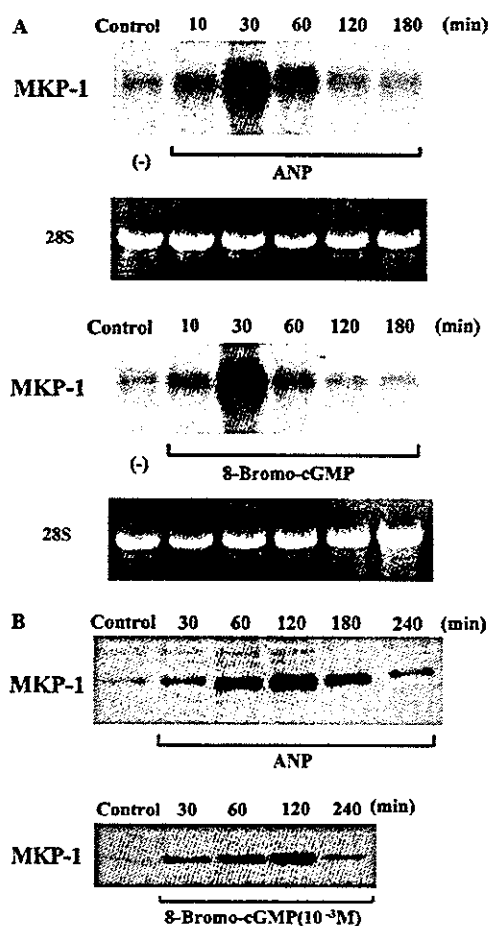 A Control 10 30 60 120 180 (min)
MKP-1
(-)
ANP
28S
Control 10 30 60 120 180 (min)
MKP-1
(-)
8-Bromo-cGMP
28S
B Control 30 60 120 180 240 (min)
MKP-1
ANP
Control 30 60 120 240 (min)
MKP-1
8-Bromo-cGMP(10⁻³M)